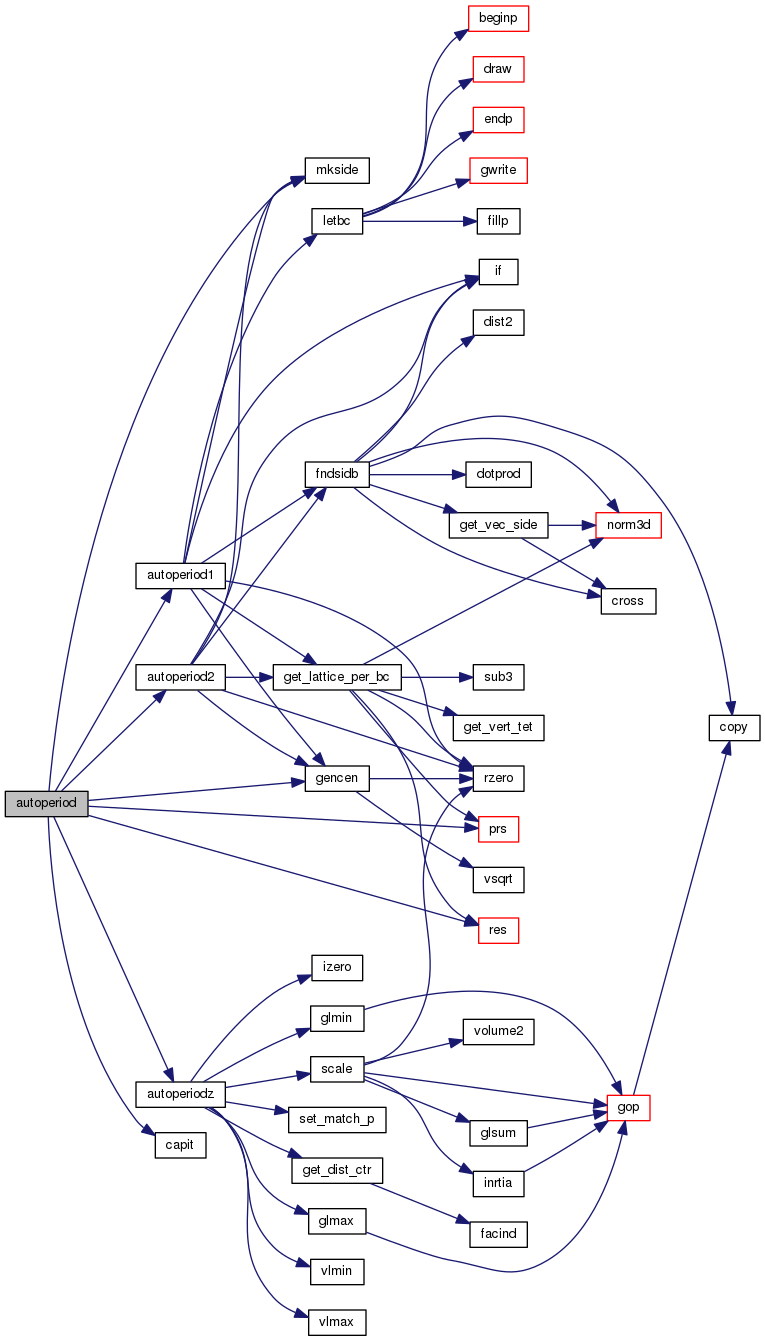 beginp
draw
endp
gwrite
mkside
letbc
fillp
if
dist2
fndsidb
dotprod
get_vec_side
norm3d
autoperiod1
cross
autoperiod2
get_lattice_per_bc
sub3
get_vert_tet
copy
gencen
rzero
autoperiod
prs
vsqrt
res
izero
glmin
volume2
scale
autoperiodz
gop
set_match_p
glsum
capit
get_dist_ctr
inrtia
glmax
facind
vlmin
vlmax